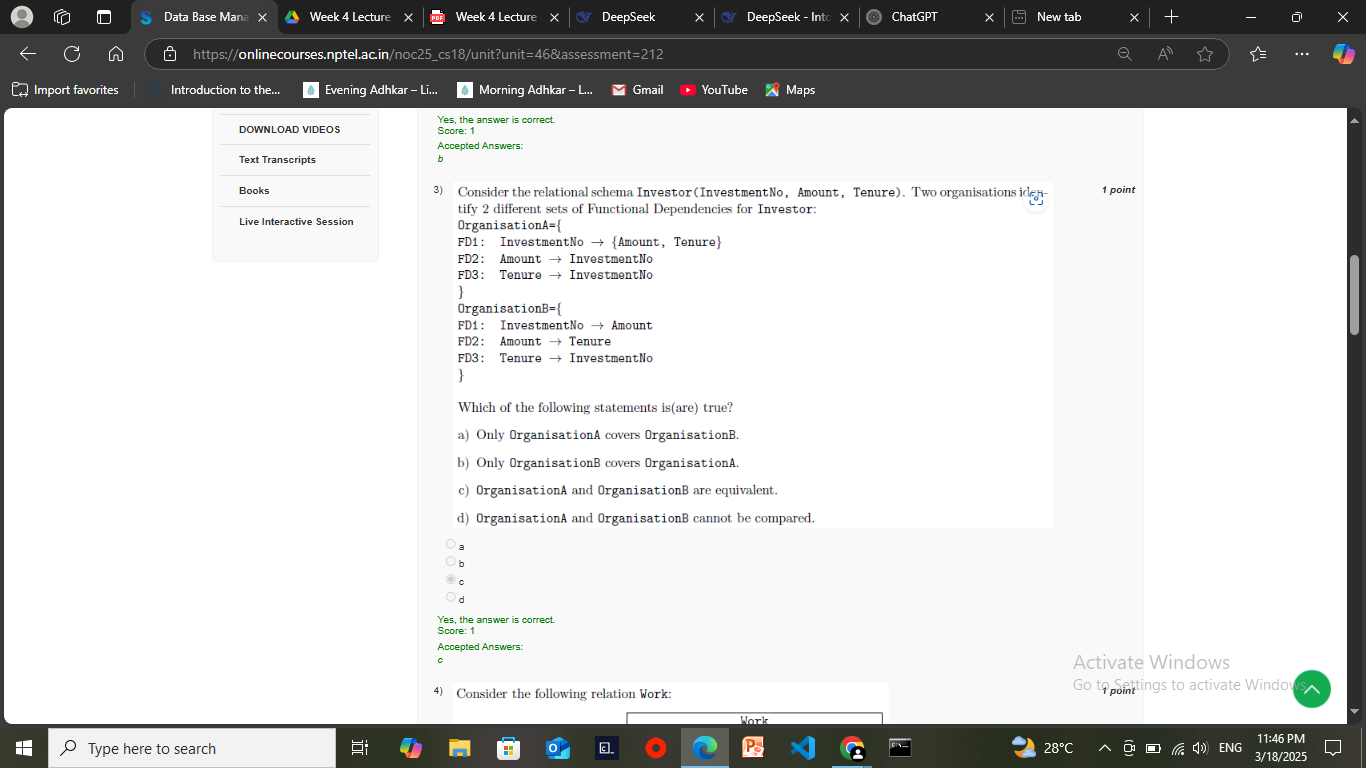 Data Base Mana
Week 4 Lecture
PDF Week 4 Lecture
DeepSeek
DeepSeek - Into
ChatGPT
New tab
https://onlinecourses.nptel.ac.in/noc25_cs18/unit?unit=46&assessment=212
Import favorites
Introduction to the...
Evening Adhkar – Li...
Morning Adhkar – L...
Gmail
YouTube
Maps
DOWNLOAD VIDEOS
Text Transcripts
Books
Live Interactive Session
Yes, the answer is correct.
Score: 1
Accepted Answers:
b
3) Consider the relational schema Investor(InvestmentNo, Amount, Tenure). Two organisations iden-
1 point
tify 2 different sets of Functional Dependencies for Investor:
OrganisationA={
FD1: InvestmentNo → {Amount, Tenure}
FD2: Amount → InvestmentNo
FD3: Tenure → InvestmentNo
}
OrganisationB={
FD1: InvestmentNo → Amount
FD2: Amount → Tenure
FD3: Tenure → InvestmentNo
}
Which of the following statements is(are) true?
a) Only OrganisationA covers OrganisationB.
b) Only OrganisationB covers OrganisationA.
c) OrganisationA and OrganisationB are equivalent.
d) OrganisationA and OrganisationB cannot be compared.
a
b
c
d
Yes, the answer is correct.
Score: 1
Accepted Answers:
c
4) Consider the following relation Work:
1 point
Work
Activate Windows
Go to Settings to activate Windows.
Type here to search
28°C
ENG
11:46 PM
3/18/2025